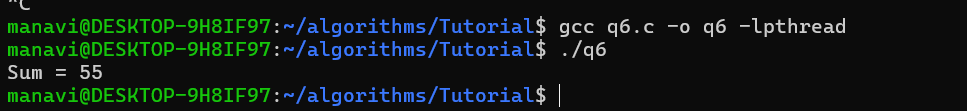 ^C
manavi@DESKTOP-9H8IF97:~/algorithms/Tutorial$ gcc q6.c -o q6 -lpthread
manavi@DESKTOP-9H8IF97:~/algorithms/Tutorial$ ./q6
Sum = 55
manavi@DESKTOP-9H8IF97:~/algorithms/Tutorial$